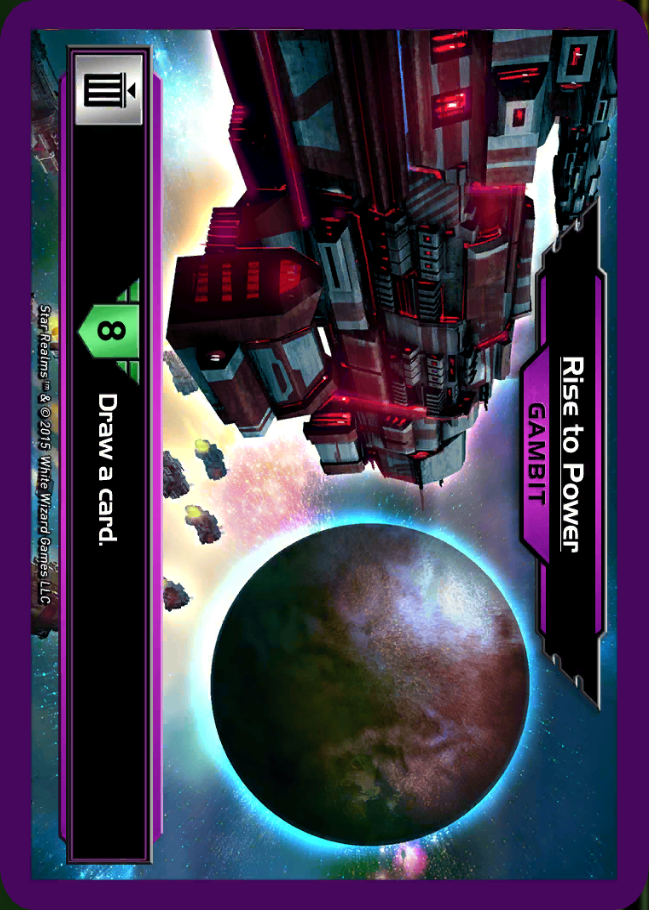 Rise to Power
GAMBIT
8 Draw a card.
Star Realms™ & © 2015 White Wizard Games LLC